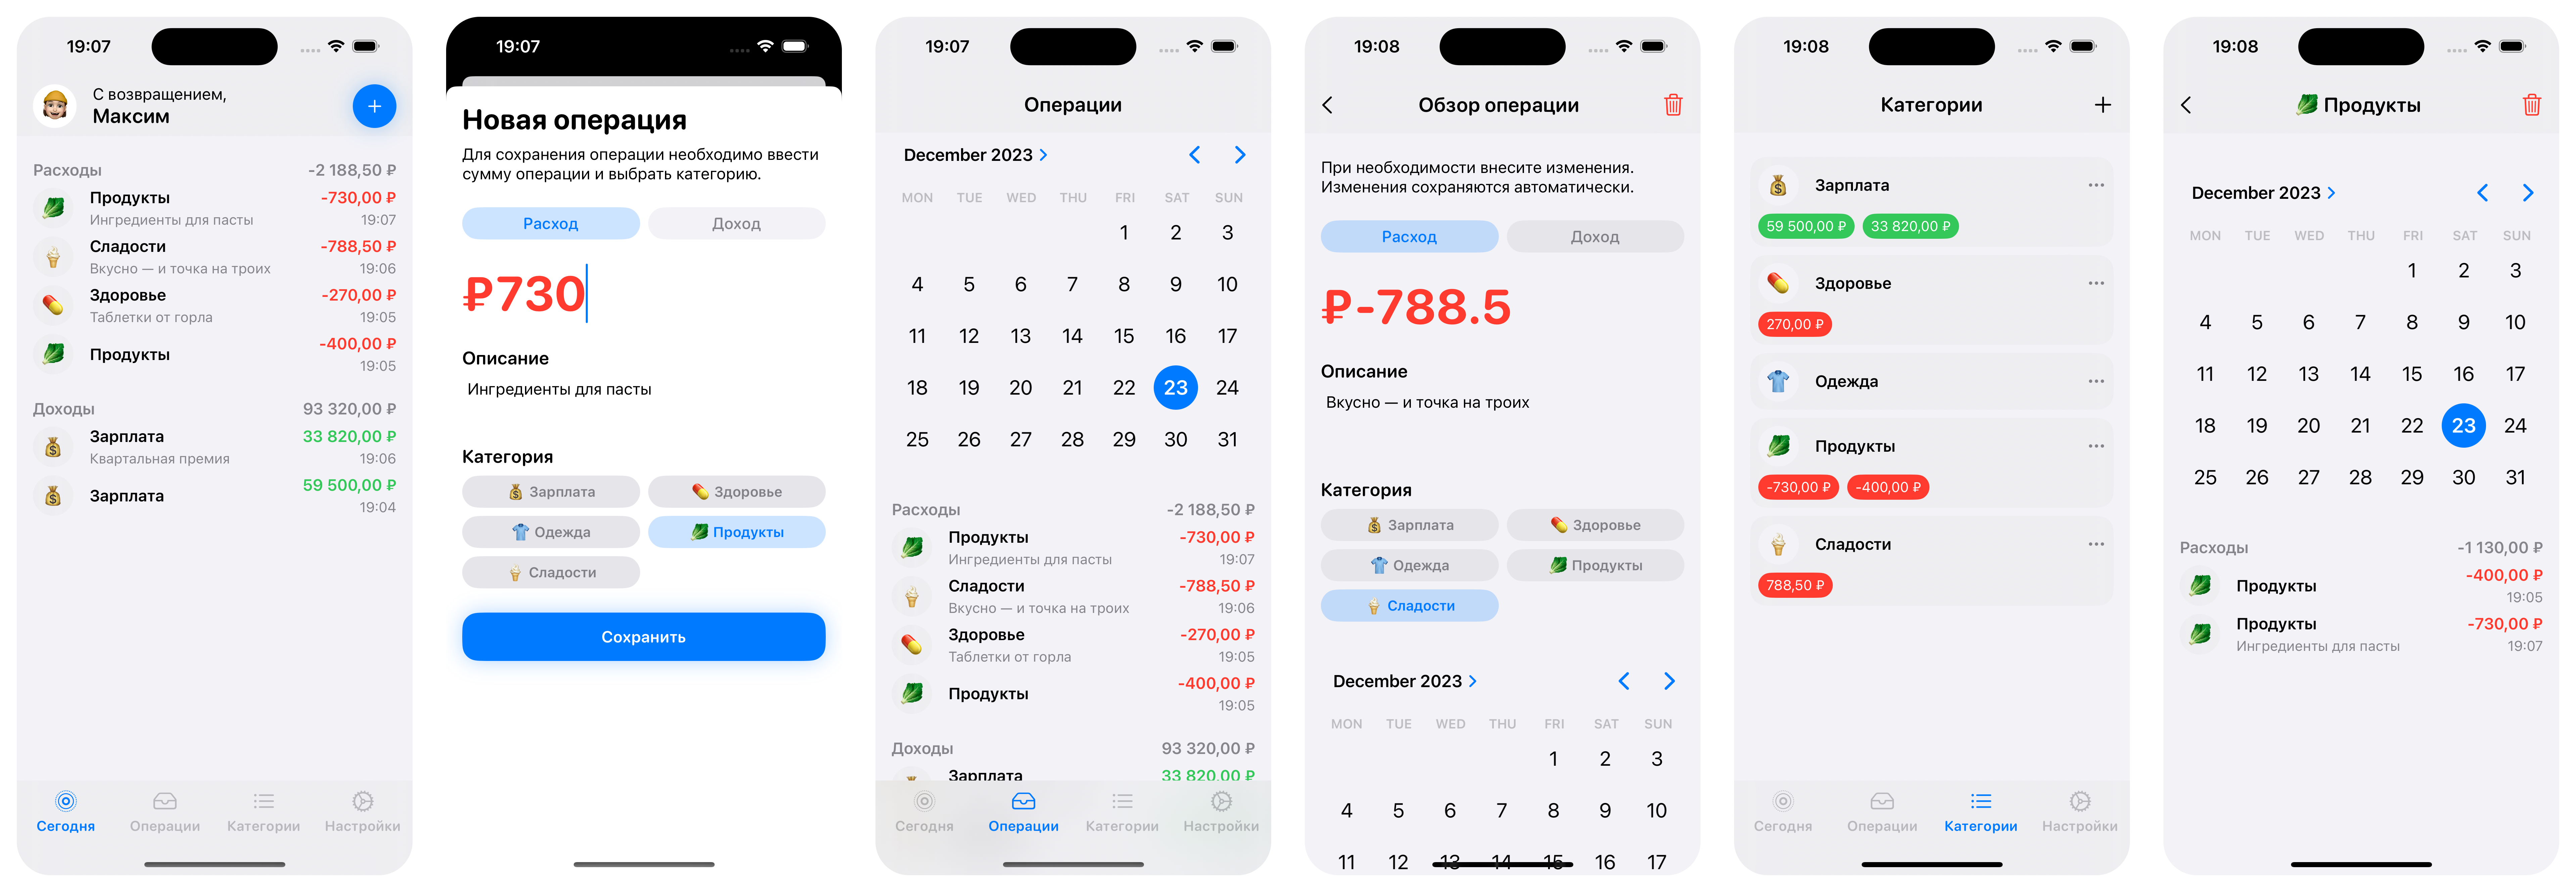 19:07
С возвращением,
Максим
Расходы -2 188,50 ₽
Продукты -730,00 ₽
Ингредиенты для пасты 19:07
Сладости -788,50 ₽
Вкусно — и точка на троих 19:06
Здоровье -270,00 ₽
Таблетки от горла 19:05
Продукты -400,00 ₽
19:05
Доходы 93 320,00 ₽
Зарплата 33 820,00 ₽
Квартальная премия 19:06
Зарплата 59 500,00 ₽
19:04
Сегодня Операции Категории Настройки
19:07
Новая операция
Для сохранения операции необходимо ввести
сумму операции и выбрать категорию.
Расход Доход
₽730
Описание
Ингредиенты для пасты
Категория
Зарплата Здоровье
Одежда Продукты
Сладости
Сохранить
19:07
Операции
December 2023
MON TUE WED THU FRI SAT SUN
1 2 3
4 5 6 7 8 9 10
11 12 13 14 15 16 17
18 19 20 21 22 23 24
25 26 27 28 29 30 31
Расходы -2 188,50 ₽
Продукты -730,00 ₽
Ингредиенты для пасты 19:07
Сладости -788,50 ₽
Вкусно — и точка на троих 19:06
Здоровье -270,00 ₽
Таблетки от горла 19:05
Продукты -400,00 ₽
19:05
Доходы 93 320,00 ₽
Зарплата 33 820,00 ₽
Сегодня Операции Категории Настройки
19:08
Обзор операции
При необходимости внесите изменения.
Изменения сохраняются автоматически.
Расход Доход
₽-788.5
Описание
Вкусно — и точка на троих
Категория
Зарплата Здоровье
Одежда Продукты
Сладости
December 2023
MON TUE WED THU FRI SAT SUN
1 2 3
4 5 6 7 8 9 10
11 12 13 14 15 16 17
19:08
Категории
Зарплата
59 500,00 ₽ 33 820,00 ₽
Здоровье
270,00 ₽
Одежда
Продукты
-730,00 ₽ -400,00 ₽
Сладости
788,50 ₽
Сегодня Операции Категории Настройки
19:08
Продукты
December 2023
MON TUE WED THU FRI SAT SUN
1 2 3
4 5 6 7 8 9 10
11 12 13 14 15 16 17
18 19 20 21 22 23 24
25 26 27 28 29 30 31
Расходы -1 130,00 ₽
Продукты -400,00 ₽
19:05
Продукты -730,00 ₽
Ингредиенты для пасты 19:07